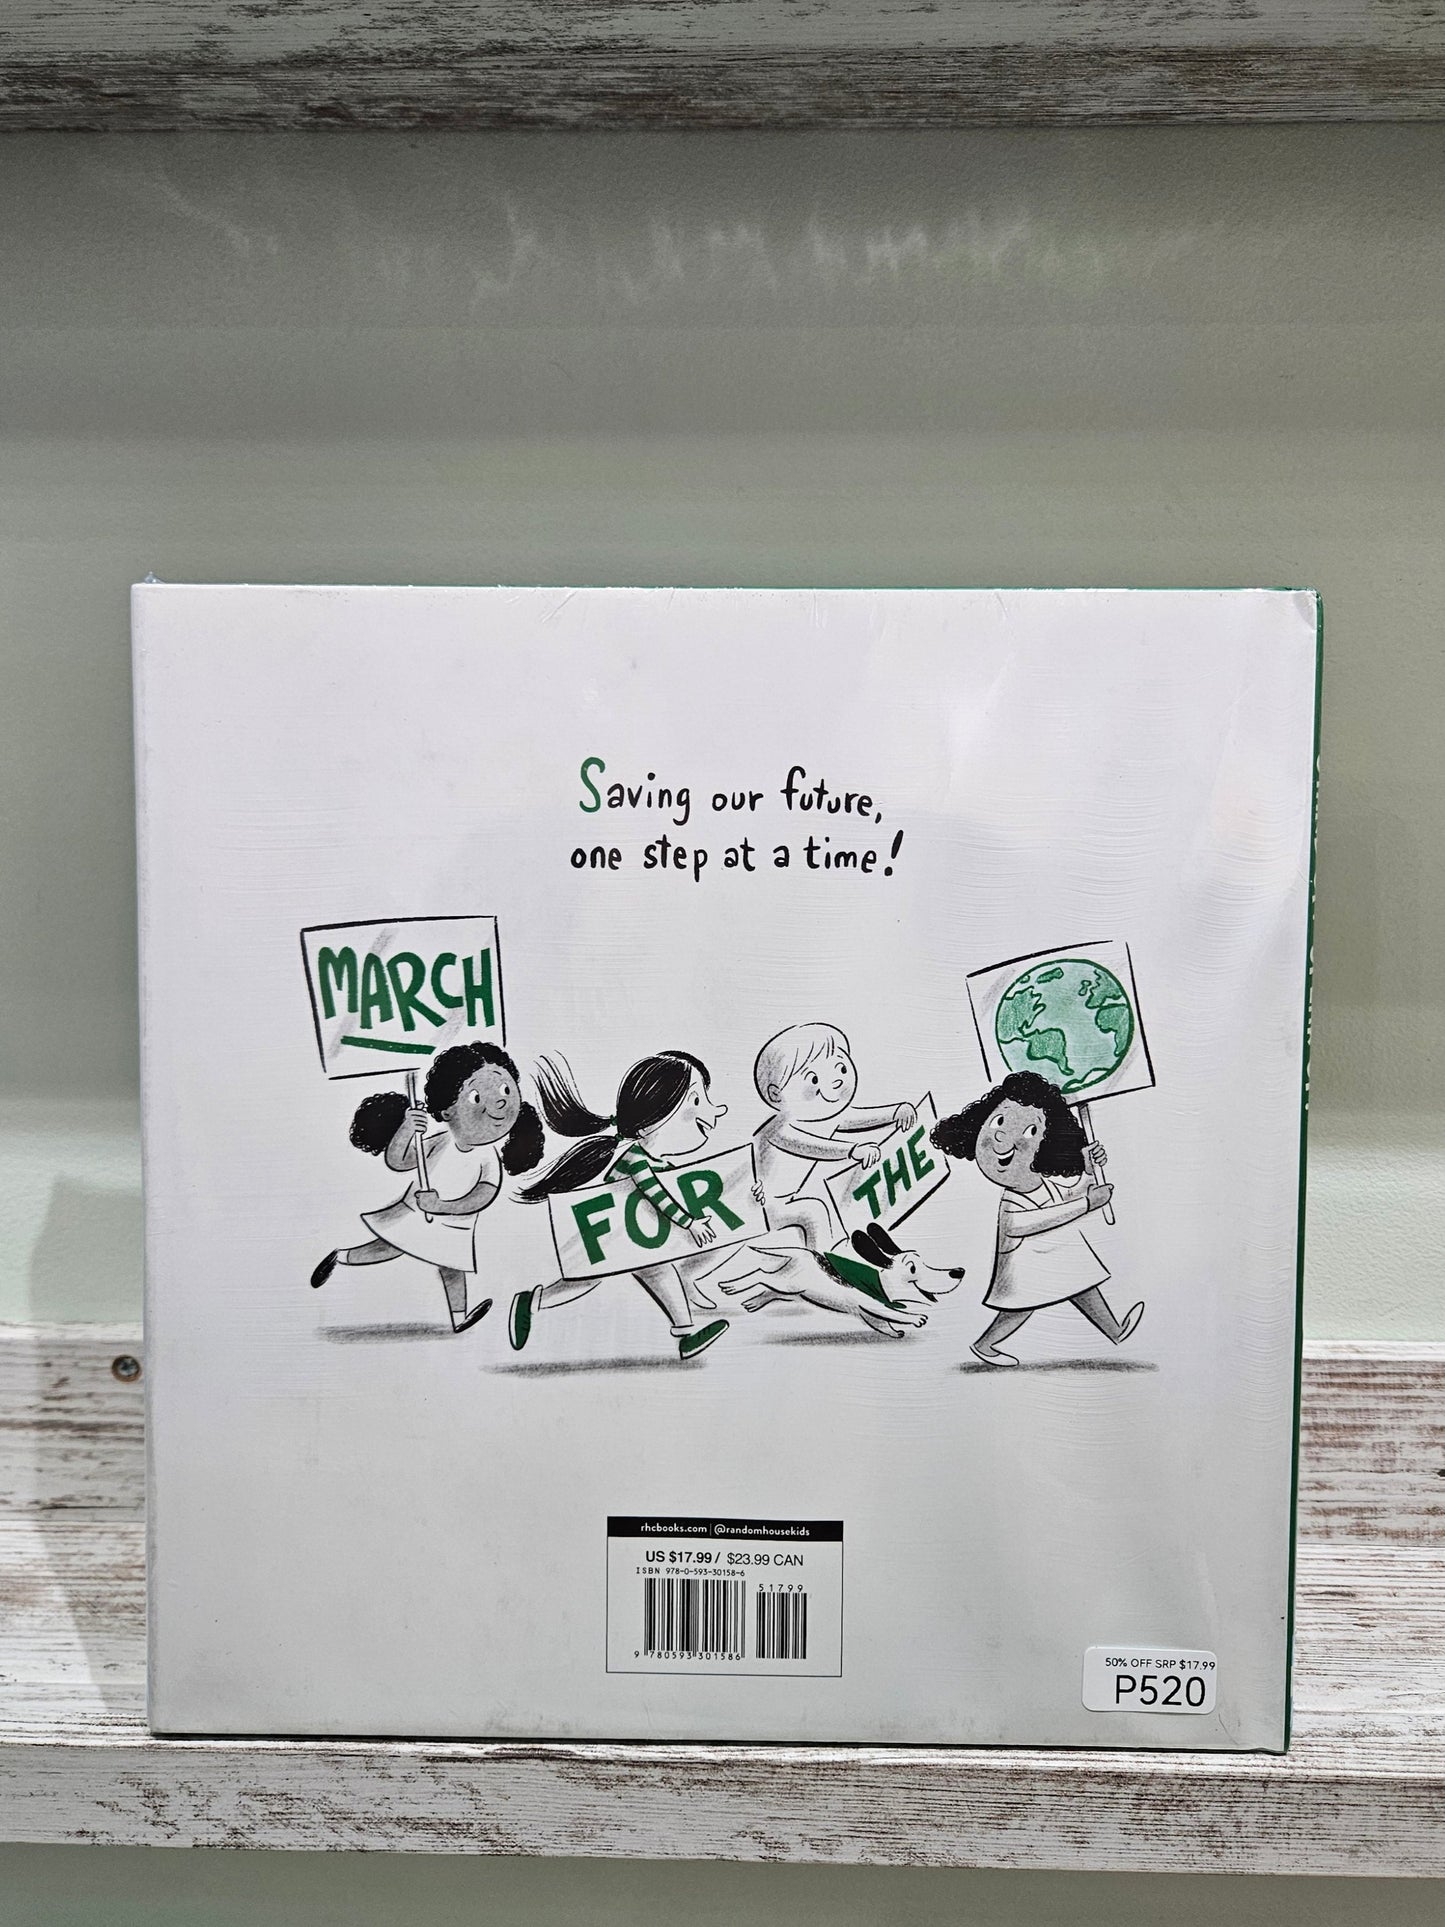 Saving our future,
one step at a time!
MARCH
FOR
THE
rhcbooks.com | @randomhousekids
US $17.99 / $23.99 CAN
ISBN 978-0-593-30158-6
51799
9 780593 301586
50% OFF SRP $17.99
P520